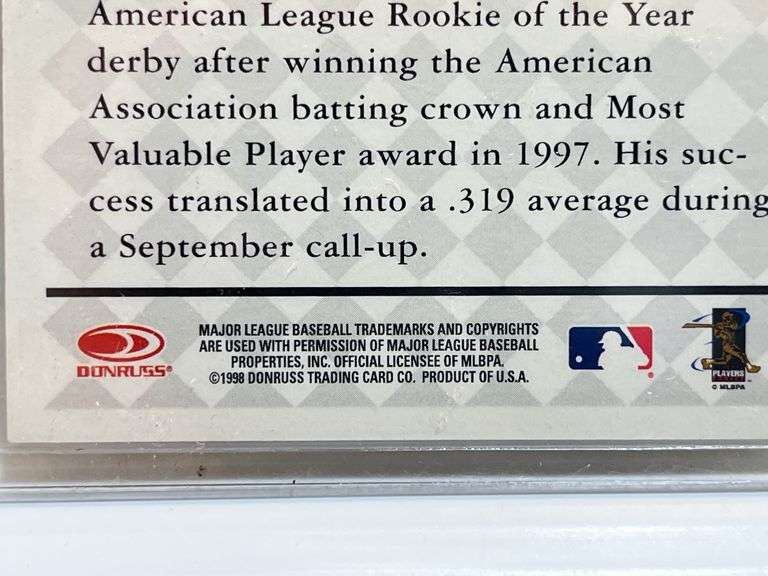 American League Rookie of the Year
derby after winning the American
Association batting crown and Most
Valuable Player award in 1997. His suc-
cess translated into a .319 average during
a September call-up.
DONRUSS®
MAJOR LEAGUE BASEBALL TRADEMARKS AND COPYRIGHTS
ARE USED WITH PERMISSION OF MAJOR LEAGUE BASEBALL
PROPERTIES, INC. OFFICIAL LICENSEE OF MLBPA.
©1998 DONRUSS TRADING CARD CO. PRODUCT OF U.S.A.
PLAYERS
© MLBPA